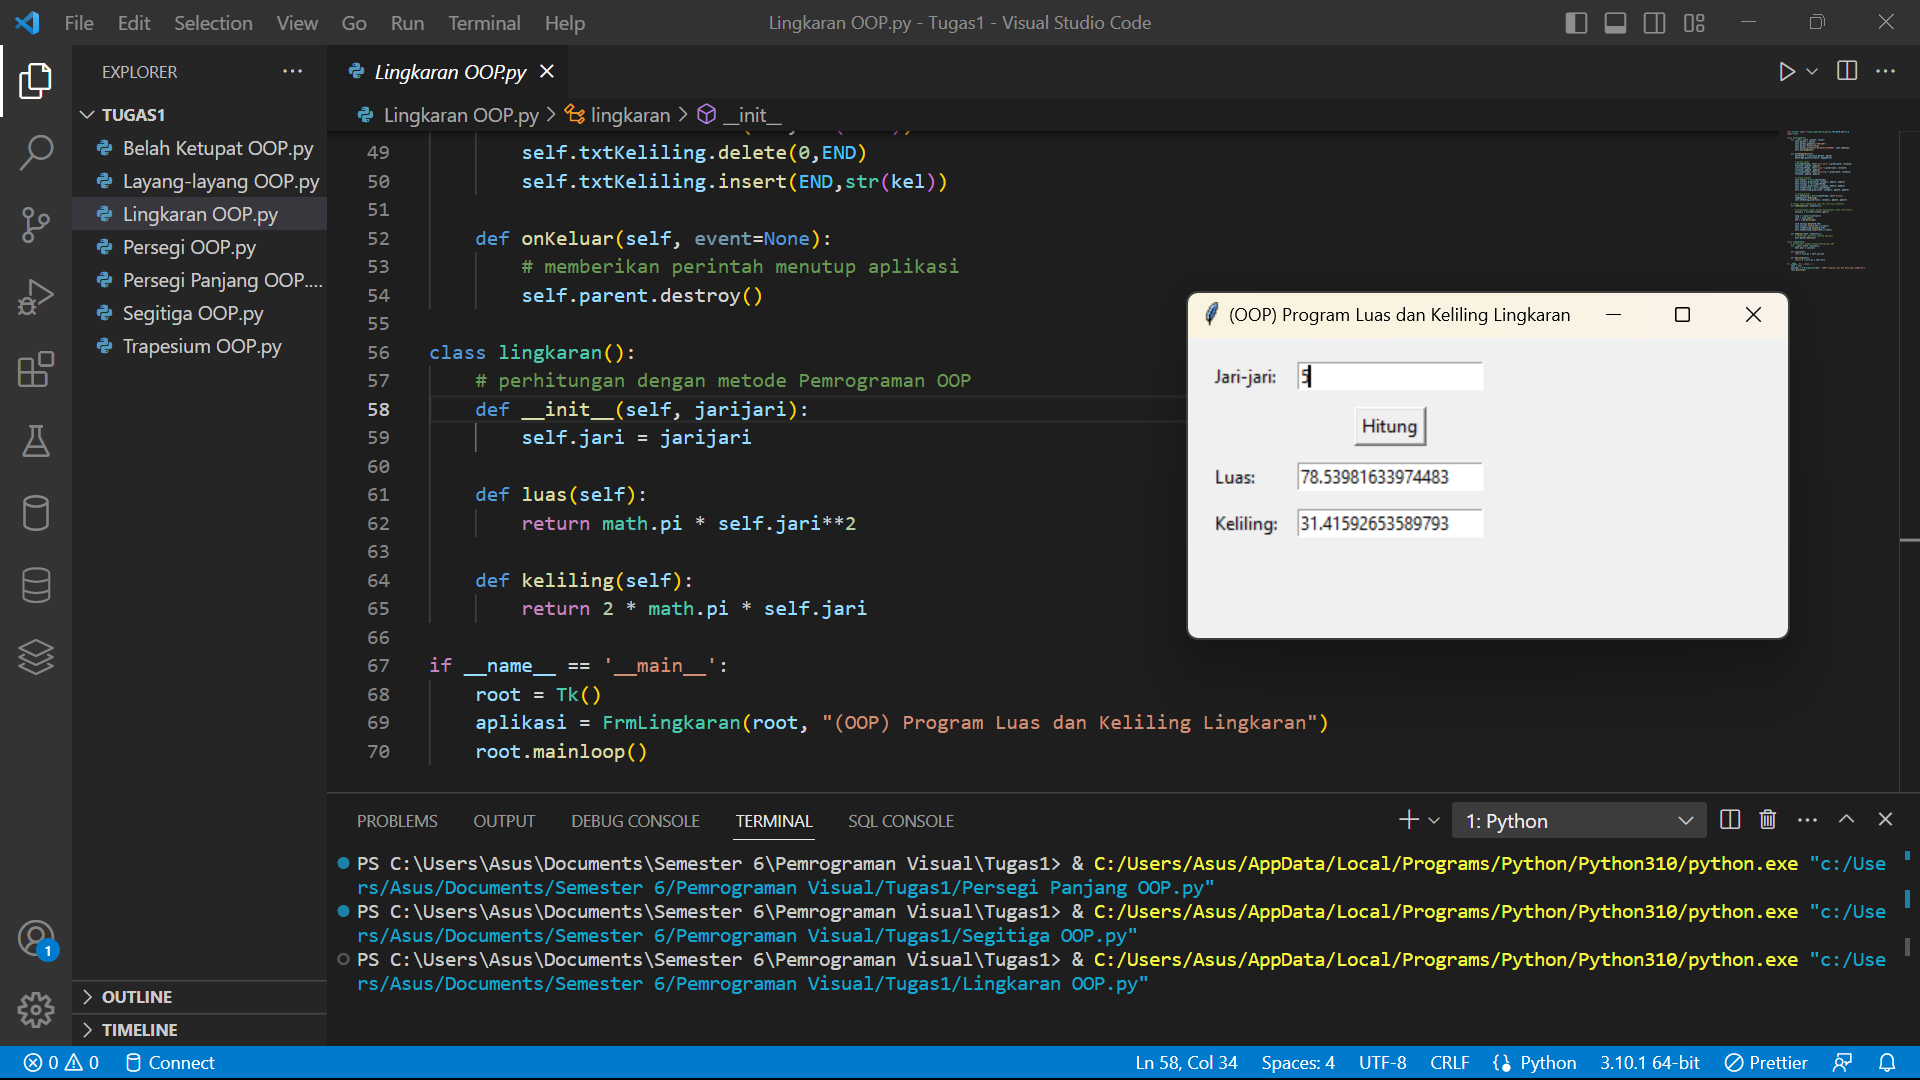 File Edit Selection View Go Run Terminal Help
Lingkaran OOP.py - Tugas1 - Visual Studio Code
EXPLORER
TUGAS1
Belah Ketupat OOP.py
Layang-layang OOP.py
Lingkaran OOP.py
Persegi OOP.py
Persegi Panjang OOP....
Segitiga OOP.py
Trapesium OOP.py
OUTLINE
TIMELINE
Lingkaran OOP.py
Lingkaran OOP.py > lingkaran > __init__
49 self.txtKeliling.delete(0,END)
50 self.txtKeliling.insert(END,str(kel))
51
52 def onKeluar(self, event=None):
53 # memberikan perintah menutup aplikasi
54 self.parent.destroy()
55
56 class lingkaran():
57 # perhitungan dengan metode Pemrograman OOP
58 def __init__(self, jarijari):
59 self.jari = jarijari
60
61 def luas(self):
62 return math.pi * self.jari**2
63
64 def keliling(self):
65 return 2 * math.pi * self.jari
66
67 if __name__ == '__main__':
68 root = Tk()
69 aplikasi = FrmLingkaran(root, "(OOP) Program Luas dan Keliling Lingkaran")
70 root.mainloop()
(OOP) Program Luas dan Keliling Lingkaran
Jari-jari: 5
Hitung
Luas: 78.53981633974483
Keliling: 31.41592653589793
PROBLEMS OUTPUT DEBUG CONSOLE TERMINAL SQL CONSOLE
1: Python
PS C:\Users\Asus\Documents\Semester 6\Pemrograman Visual\Tugas1> & C:/Users/Asus/AppData/Local/Programs/Python/Python310/python.exe "c:/Use
rs/Asus/Documents/Semester 6/Pemrograman Visual/Tugas1/Persegi Panjang OOP.py"
PS C:\Users\Asus\Documents\Semester 6\Pemrograman Visual\Tugas1> & C:/Users/Asus/AppData/Local/Programs/Python/Python310/python.exe "c:/Use
rs/Asus/Documents/Semester 6/Pemrograman Visual/Tugas1/Segitiga OOP.py"
PS C:\Users\Asus\Documents\Semester 6\Pemrograman Visual\Tugas1> & C:/Users/Asus/AppData/Local/Programs/Python/Python310/python.exe "c:/Use
rs/Asus/Documents/Semester 6/Pemrograman Visual/Tugas1/Lingkaran OOP.py"
1
0 0 Connect
Ln 58, Col 34 Spaces: 4 UTF-8 CRLF Python 3.10.1 64-bit Prettier